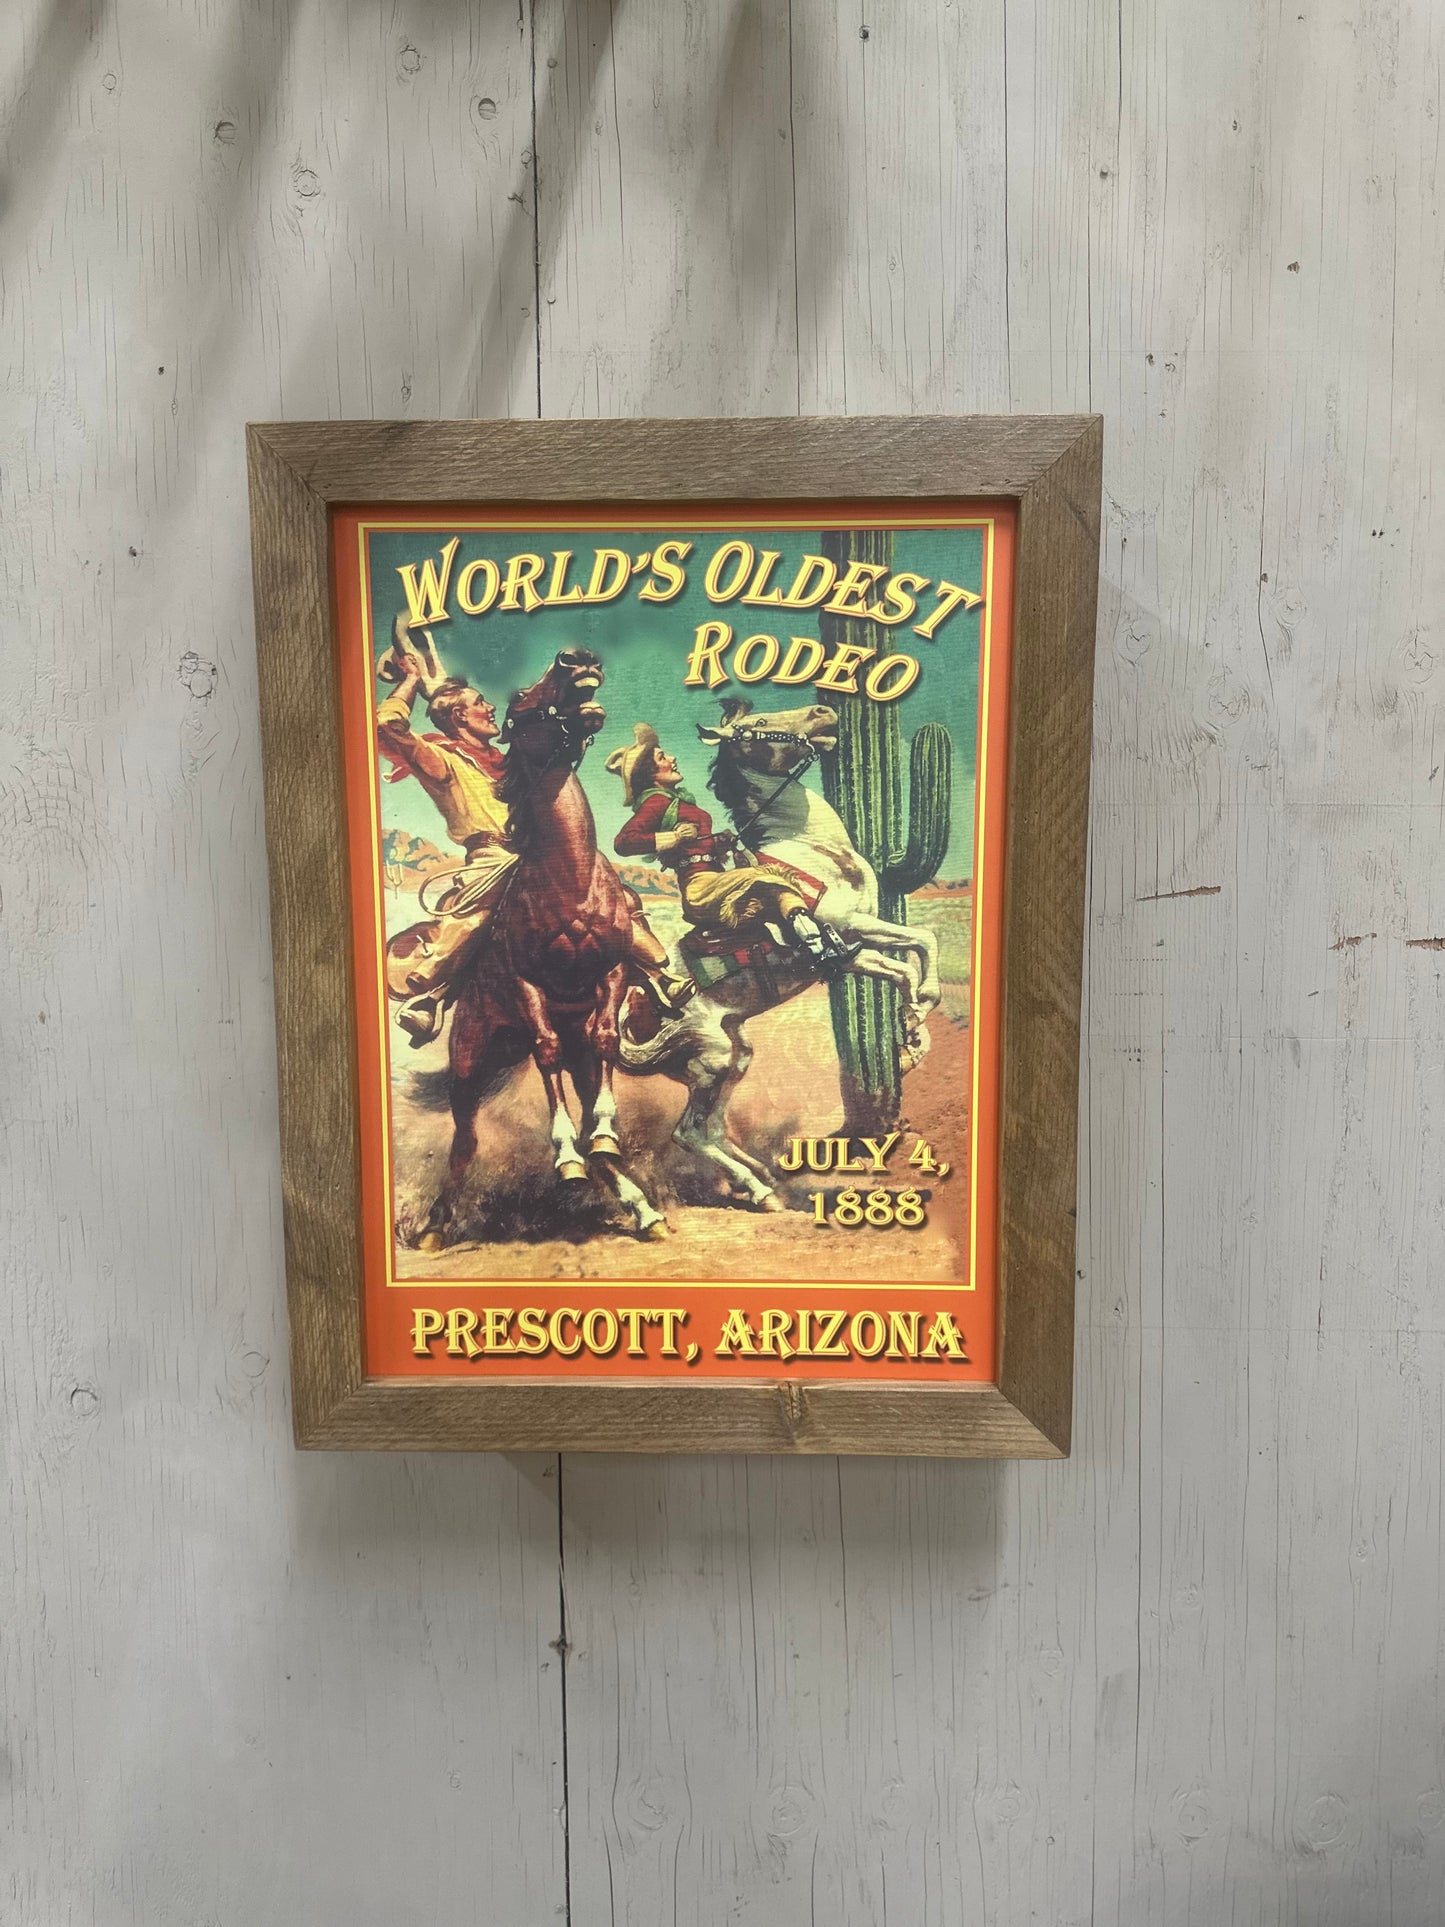 WORLD'S OLDEST
RODEO
JULY 4,
1888
PRESCOTT, ARIZONA